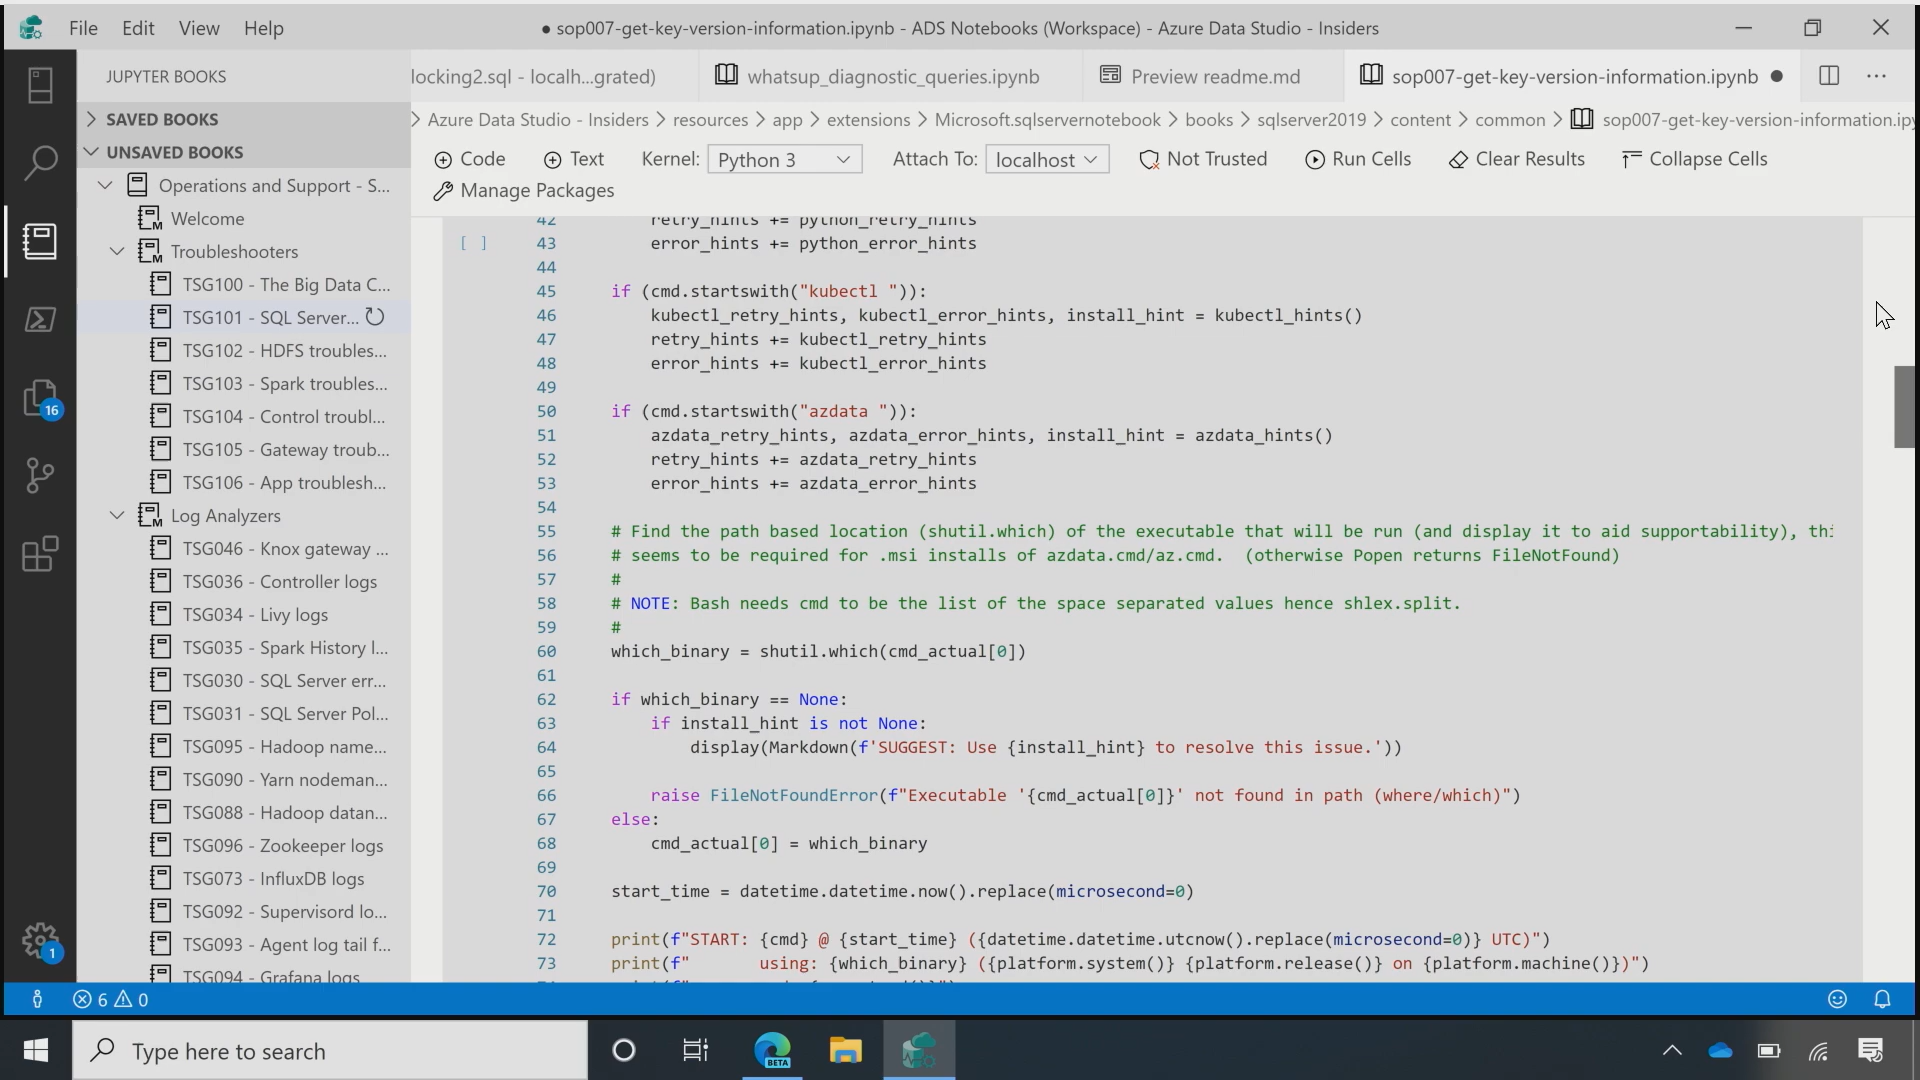 File Edit View Help
● sop007-get-key-version-information.ipynb - ADS Notebooks (Workspace) - Azure Data Studio - Insiders
JUPYTER BOOKS
locking2.sql - localh...grated)
whatsup_diagnostic_queries.ipynb
Preview readme.md
sop007-get-key-version-information.ipynb ●
SAVED BOOKS
UNSAVED BOOKS
Operations and Support - S...
Welcome
Troubleshooters
TSG100 - The Big Data C...
TSG101 - SQL Server...
TSG102 - HDFS troubles...
TSG103 - Spark troubles...
TSG104 - Control troubl...
TSG105 - Gateway troub...
TSG106 - App troublesh...
Log Analyzers
TSG046 - Knox gateway ...
TSG036 - Controller logs
TSG034 - Livy logs
TSG035 - Spark History l...
TSG030 - SQL Server err...
TSG031 - SQL Server Pol...
TSG095 - Hadoop name...
TSG090 - Yarn nodeman...
TSG088 - Hadoop datan...
TSG096 - Zookeeper logs
TSG073 - InfluxDB logs
TSG092 - Supervisord lo...
TSG093 - Agent log tail f...
TSG094 - Grafana logs
16
1
> Azure Data Studio - Insiders > resources > app > extensions > Microsoft.sqlservernotebook > books > sqlserver2019 > content > common > sop007-get-key-version-information.ipy
Code Text Kernel: Python 3 Attach To: localhost Not Trusted Run Cells Clear Results Collapse Cells
Manage Packages
42 retry_hints += python_retry_hints
[ ] 43 error_hints += python_error_hints
44
45 if (cmd.startswith("kubectl ")):
46 kubectl_retry_hints, kubectl_error_hints, install_hint = kubectl_hints()
47 retry_hints += kubectl_retry_hints
48 error_hints += kubectl_error_hints
49
50 if (cmd.startswith("azdata ")):
51 azdata_retry_hints, azdata_error_hints, install_hint = azdata_hints()
52 retry_hints += azdata_retry_hints
53 error_hints += azdata_error_hints
54
55 # Find the path based location (shutil.which) of the executable that will be run (and display it to aid supportability), thi
56 # seems to be required for .msi installs of azdata.cmd/az.cmd. (otherwise Popen returns FileNotFound)
57 #
58 # NOTE: Bash needs cmd to be the list of the space separated values hence shlex.split.
59 #
60 which_binary = shutil.which(cmd_actual[0])
61
62 if which_binary == None:
63 if install_hint is not None:
64 display(Markdown(f'SUGGEST: Use {install_hint} to resolve this issue.'))
65
66 raise FileNotFoundError(f"Executable '{cmd_actual[0]}' not found in path (where/which)")
67 else:
68 cmd_actual[0] = which_binary
69
70 start_time = datetime.datetime.now().replace(microsecond=0)
71
72 print(f"START: {cmd} @ {start_time} ({datetime.datetime.utcnow().replace(microsecond=0)} UTC)")
73 print(f" using: {which_binary} ({platform.system()} {platform.release()} on {platform.machine()})")
6 0
Type here to search
BETA